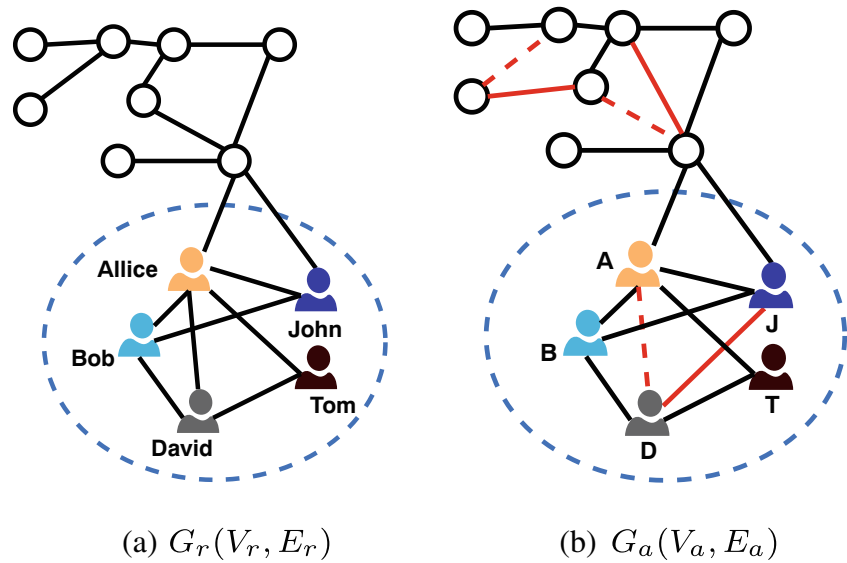 Allice
John
Bob
Tom
David
A
J
B
T
D
(a) G_r(V_r, E_r)
(b) G_a(V_a, E_a)